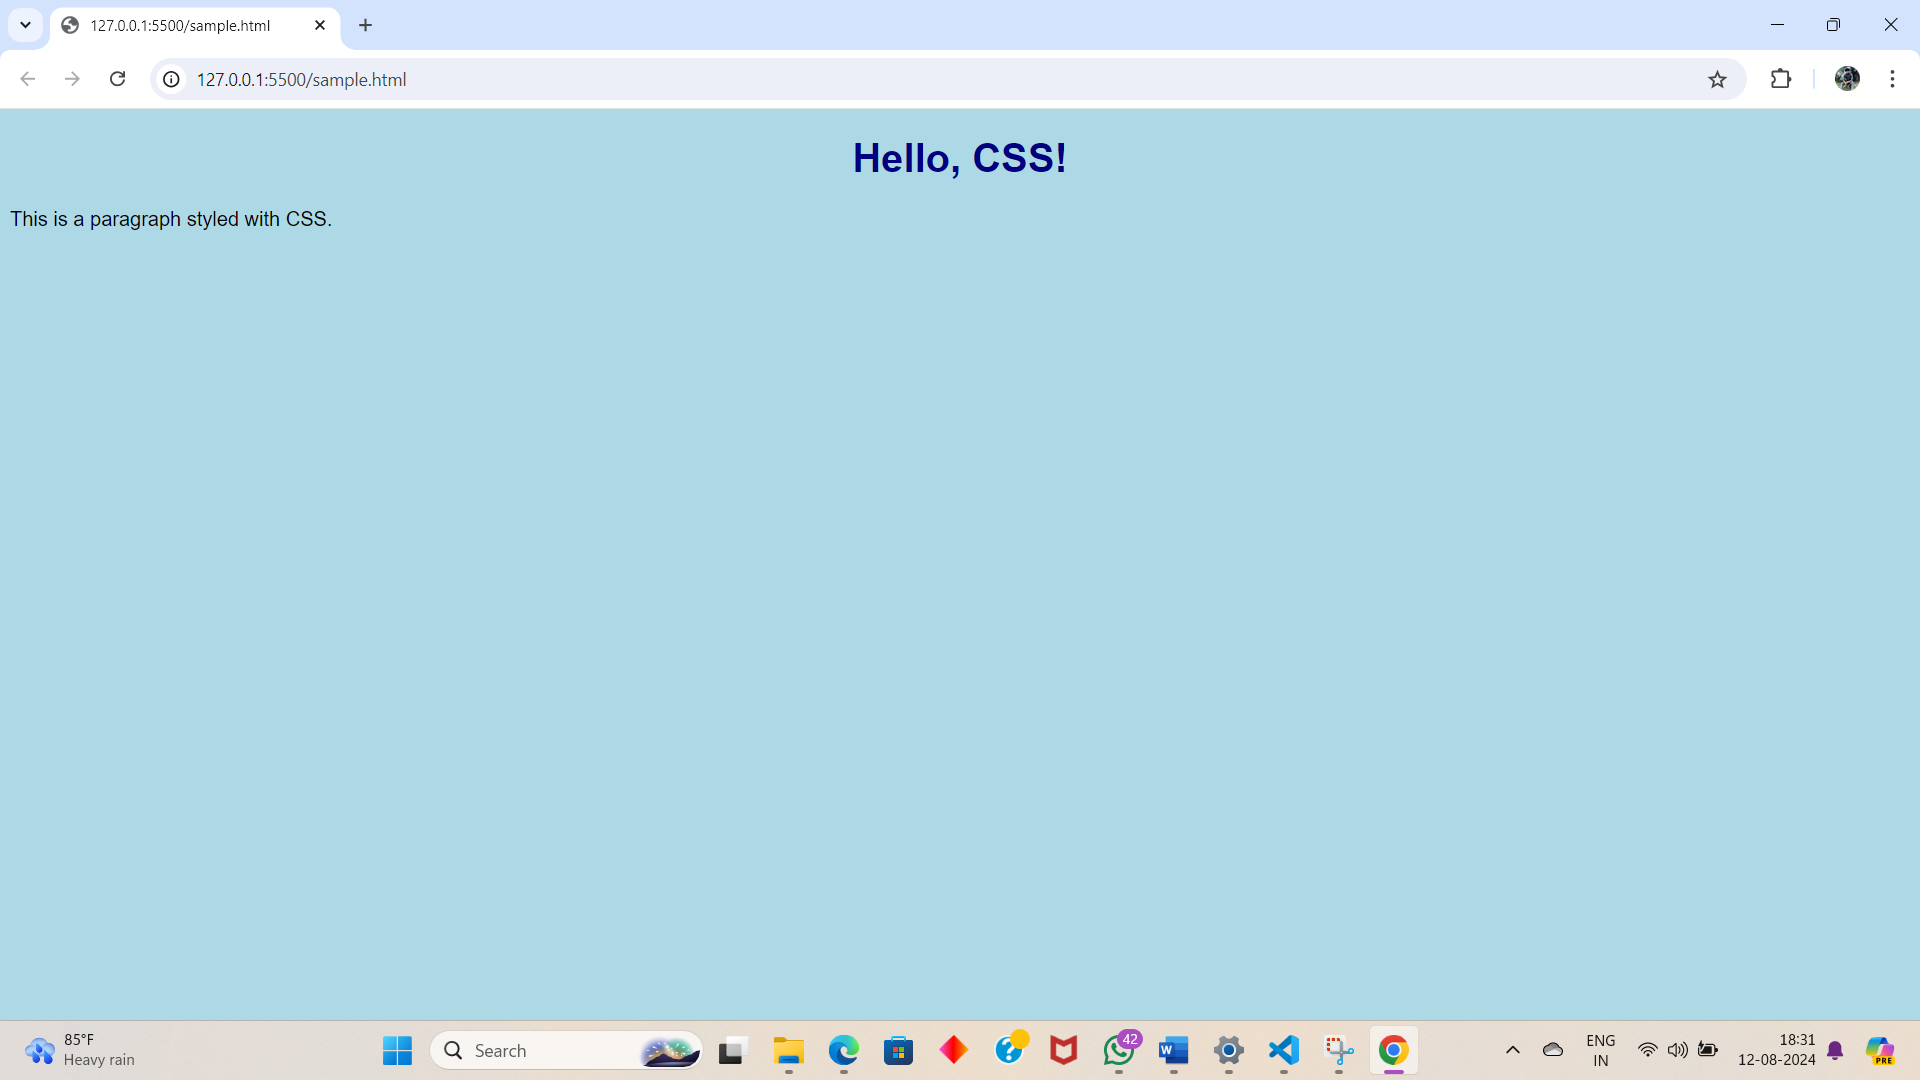 127.0.0.1:5500/sample.html
127.0.0.1:5500/sample.html
Hello, CSS!
This is a paragraph styled with CSS.
85°F
Heavy rain
Search
42
W
ENG
IN
18:31
12-08-2024
PRE